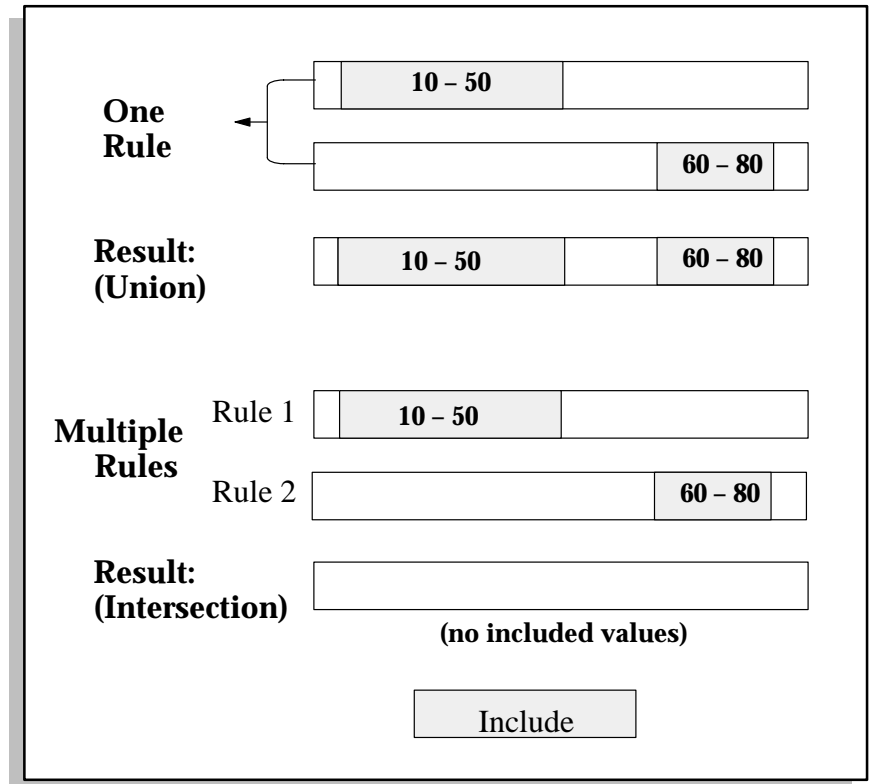 10 – 50
One
Rule
60 – 80
Result:
(Union)
10 – 50
60 – 80
Multiple
Rules
Rule 1
10 – 50
Rule 2
60 – 80
Result:
(Intersection)
(no included values)
Include